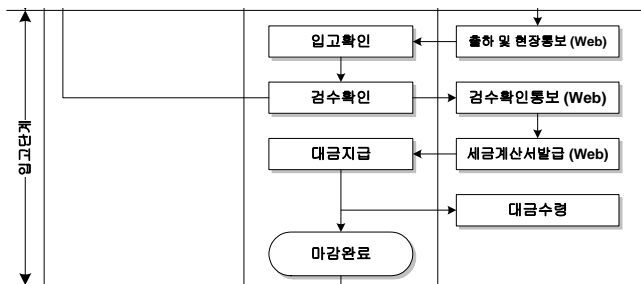 입고단계
입고확인
출하 및 현장통보 (Web)
검수확인
검수확인통보 (Web)
대금지급
세금계산서발급 (Web)
대금수령
마감완료